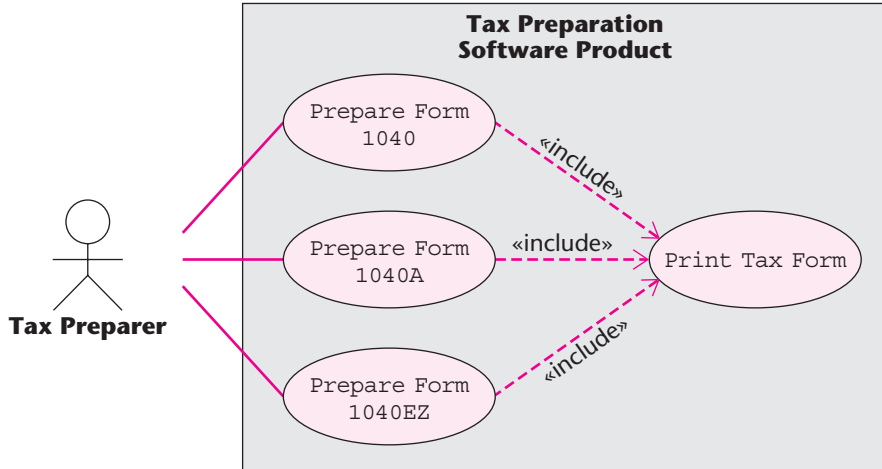 Tax Preparation
Software Product
Prepare Form
1040
«include»
Prepare Form
1040A
«include»
Print Tax Form
Tax Preparer
Prepare Form
1040EZ
«include»